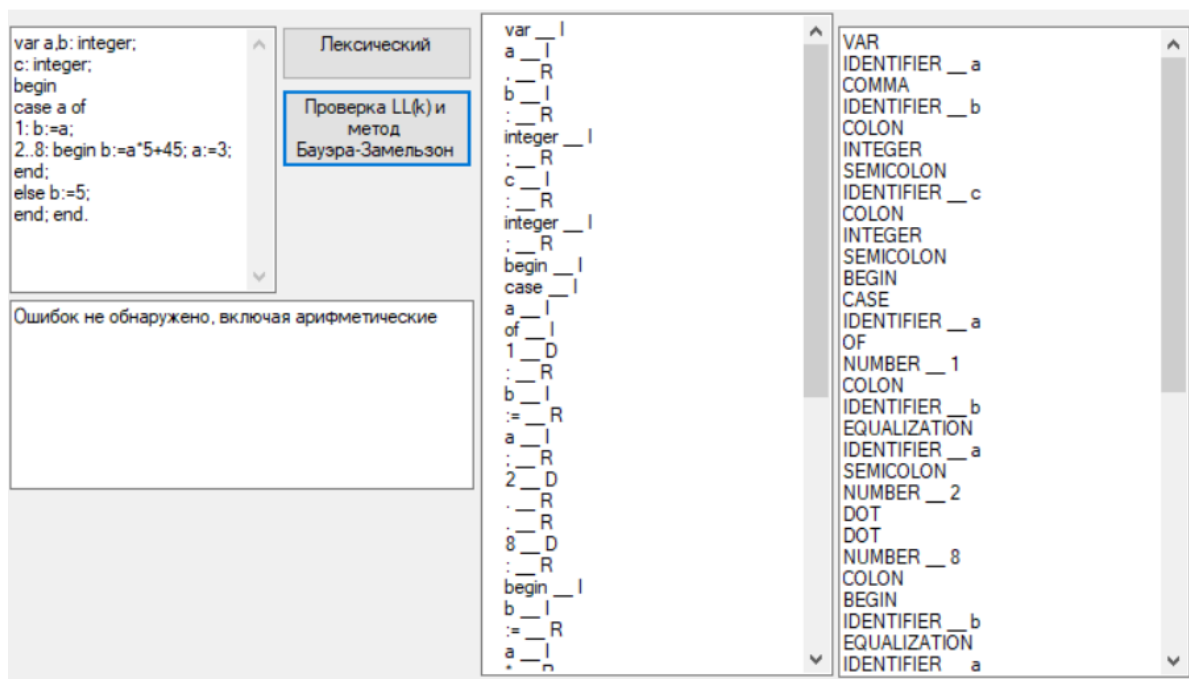 var a,b: integer;
c: integer;
begin
case a of
1: b:=a;
2..8: begin b:=a*5+45; a:=3;
end;
else b:=5;
end; end.
Лексический
Проверка LL(k) и
метод
Бауэра-Замельзон
Ошибок не обнаружено, включая арифметические
var __ I
a __ I
, __ R
b __ I
: __ R
integer __ I
; __ R
c __ I
: __ R
integer __ I
; __ R
begin __ I
case __ I
a __ I
of __ I
1 __ D
: __ R
b __ I
:= __ R
a __ I
; __ R
2 __ D
. __ R
. __ R
8 __ D
: __ R
begin __ I
b __ I
:= __ R
a __ I
* __ R
VAR
IDENTIFIER __ a
COMMA
IDENTIFIER __ b
COLON
INTEGER
SEMICOLON
IDENTIFIER __ c
COLON
INTEGER
SEMICOLON
BEGIN
CASE
IDENTIFIER __ a
OF
NUMBER __ 1
COLON
IDENTIFIER __ b
EQUALIZATION
IDENTIFIER __ a
SEMICOLON
NUMBER __ 2
DOT
DOT
NUMBER __ 8
COLON
BEGIN
IDENTIFIER __ b
EQUALIZATION
IDENTIFIER __ a